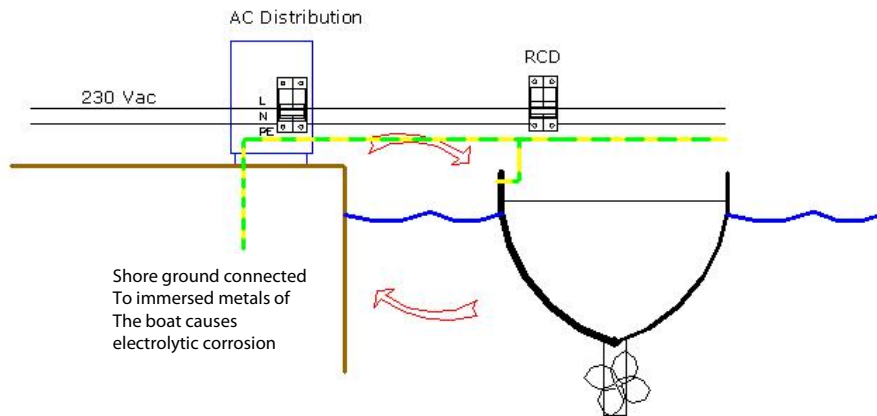 AC Distribution
RCD
230 Vac
L
N
PE
Shore ground connected
To immersed metals of
The boat causes
electrolytic corrosion